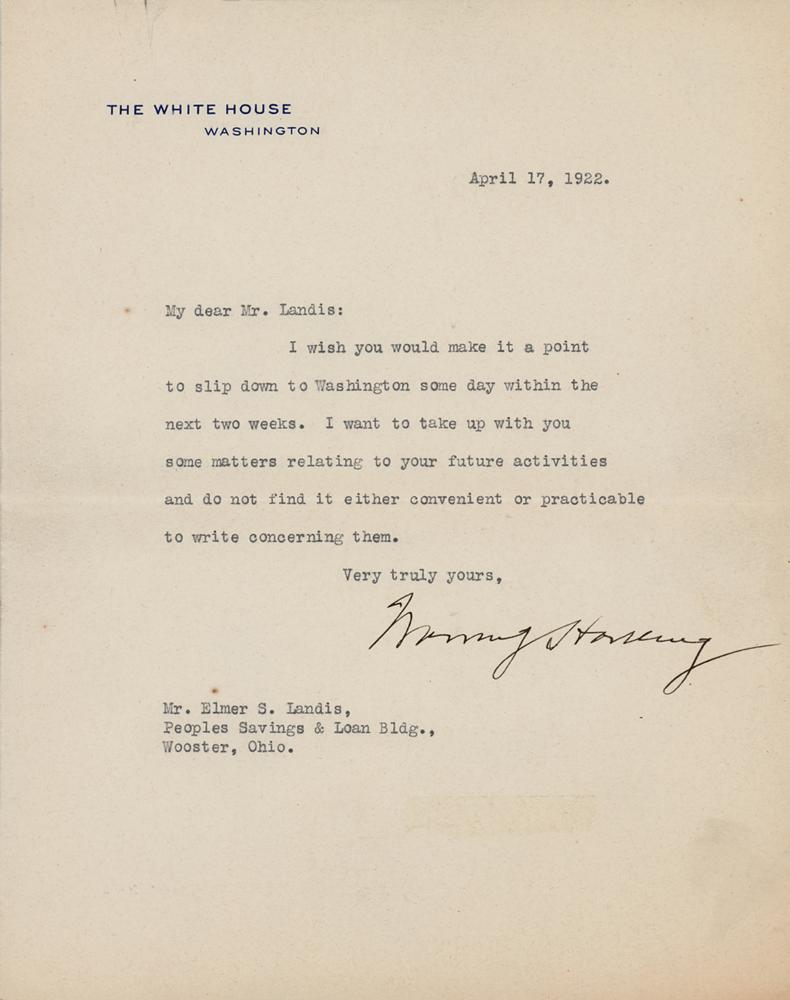 THE WHITE HOUSE
WASHINGTON
April 17, 1922.
My dear Mr. Landis:
I wish you would make it a point
to slip down to Washington some day within the
next two weeks. I want to take up with you
some matters relating to your future activities
and do not find it either convenient or practicable
to write concerning them.
Very truly yours,
Warren G Harding
Mr. Elmer S. Landis,
Peoples Savings & Loan Bldg.,
Wooster, Ohio.